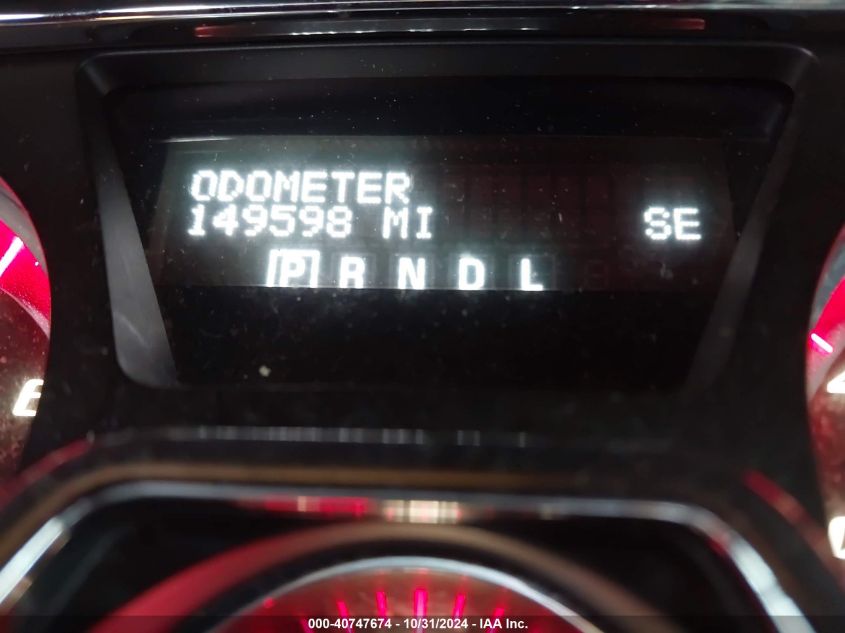 ODOMETER
149598 MI SE
P R N D L
000-40747674 - 10/31/2024 - IAA Inc.